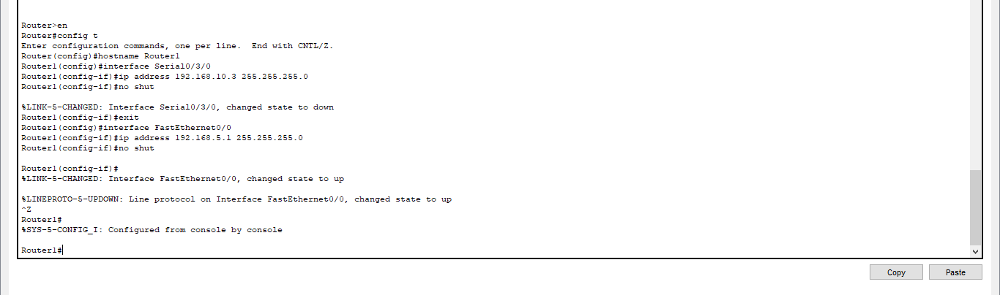 Router>en
Router#config t
Enter configuration commands, one per line.  End with CNTL/Z.
Router(config)#hostname Router1
Router1(config)#interface Serial0/3/0
Router1(config-if)#ip address 192.168.10.3 255.255.255.0
Router1(config-if)#no shut
%LINK-5-CHANGED: Interface Serial0/3/0, changed state to down
Router1(config-if)#exit
Router1(config)#interface FastEthernet0/0
Router1(config-if)#ip address 192.168.5.1 255.255.255.0
Router1(config-if)#no shut
Router1(config-if)#
%LINK-5-CHANGED: Interface FastEthernet0/0, changed state to up
%LINEPROTO-5-UPDOWN: Line protocol on Interface FastEthernet0/0, changed state to up
^Z
Router1#
%SYS-5-CONFIG_I: Configured from console by console
Router1#
Copy Paste